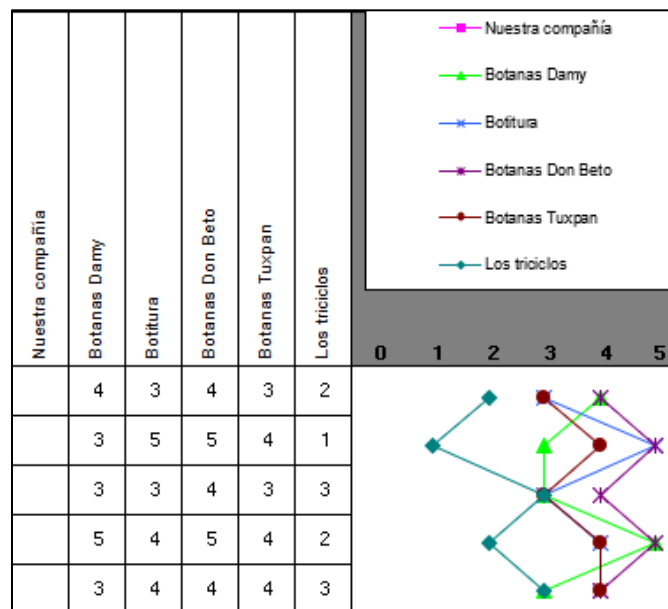 Nuestra compañía
Botanas Damy
Botitura
Botanas Don Beto
Botanas Tuxpan
Los triciclos
Nuestra compañía
Botanas Damy
Botitura
Botanas Don Beto
Botanas Tuxpan
Los triciclos
0 1 2 3 4 5
4 3 4 3 2
3 5 5 4 1
3 3 4 3 3
5 4 5 4 2
3 4 4 4 3